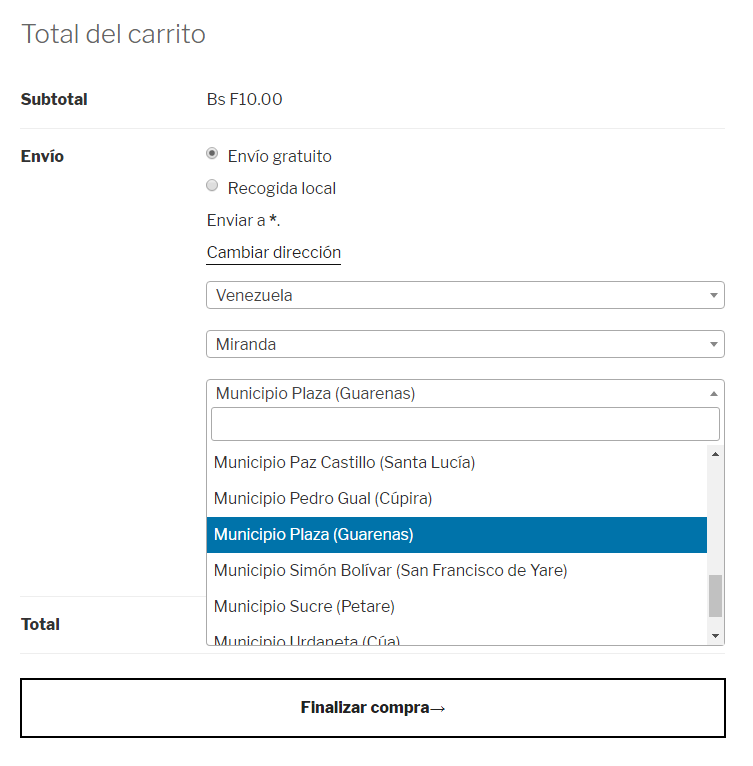 Total del carrito
Subtotal Bs F10.00
Envío Envío gratuito
Recogida local
Enviar a *.
Cambiar dirección
Venezuela
Miranda
Municipio Plaza (Guarenas)
Municipio Paz Castillo (Santa Lucía)
Municipio Pedro Gual (Cúpira)
Municipio Plaza (Guarenas)
Municipio Simón Bolívar (San Francisco de Yare)
Municipio Sucre (Petare)
Total
Municipio Urdaneta (Cúa)
Finalizar compra→